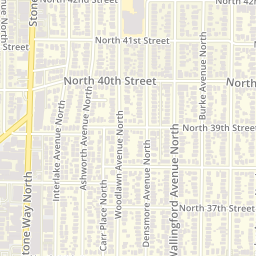 North 42nd Street
Stone
North 41st Street
Street
North 40th Street
North
Burke Avenue North
North 39th Street
Interlake Avenue North
Ashworth Avenue North
Woodlawn Avenue North
Carr Place North
Densmore Avenue North
Wallingford Avenue North
North 37th Street
tone Way North